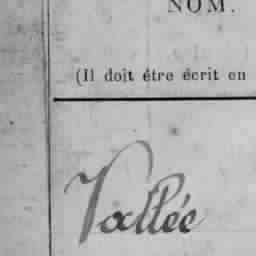 NOM.
(Il doit être écrit en
Vallée